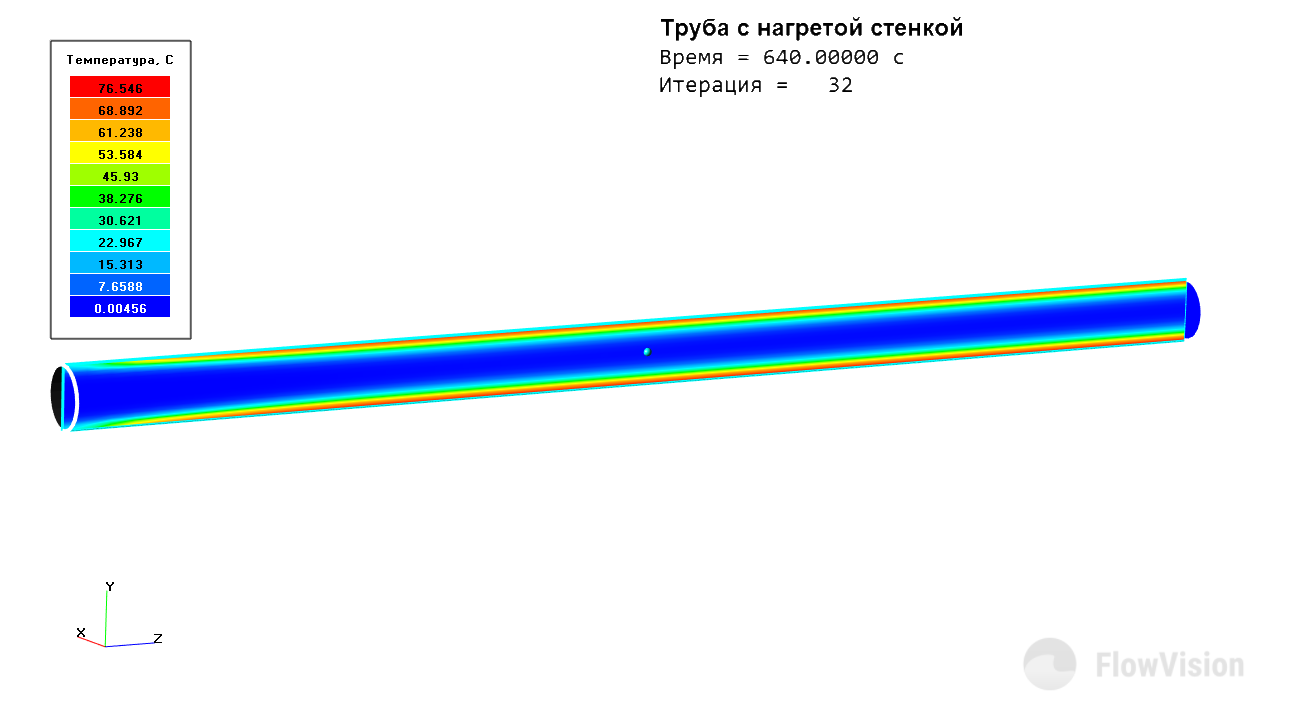 Труба с нагретой стенкой
Время = 640.00000 с
Итерация = 32
Температура, C
76.546
68.892
61.238
53.584
45.93
38.276
30.621
22.967
15.313
7.6588
0.00456
Y
X
Z
FlowVision